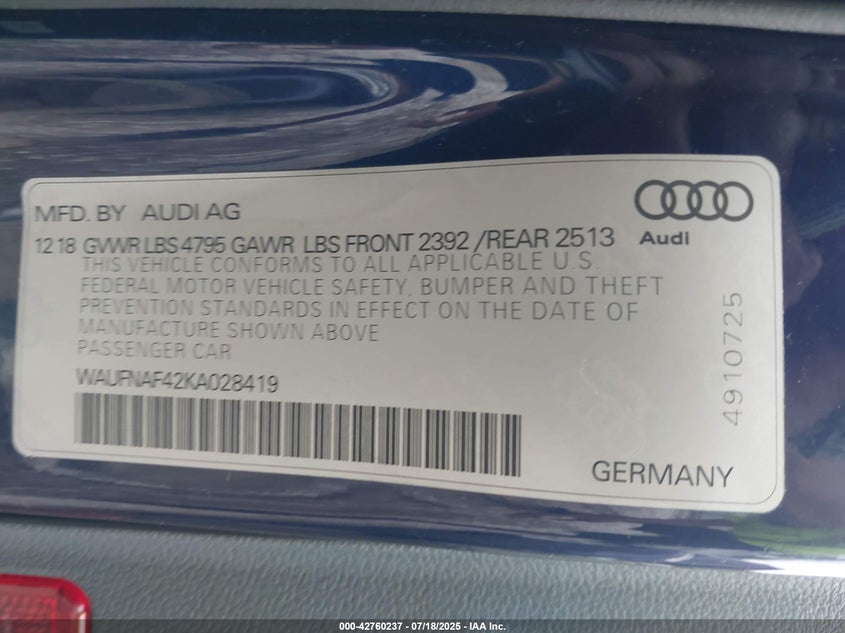 MFD. BY AUDI AG
Audi
12 18 GVWR LBS 4795 GAWR LBS FRONT 2392 /REAR 2513
THIS VEHICLE CONFORMS TO ALL APPLICABLE U.S.
FEDERAL MOTOR VEHICLE SAFETY, BUMPER AND THEFT
PREVENTION STANDARDS IN EFFECT ON THE DATE OF
MANUFACTURE SHOWN ABOVE
PASSENGER CAR
WAUFNAF42KA028419
4910725
GERMANY
000-42760237 - 07/18/2025 - IAA Inc.